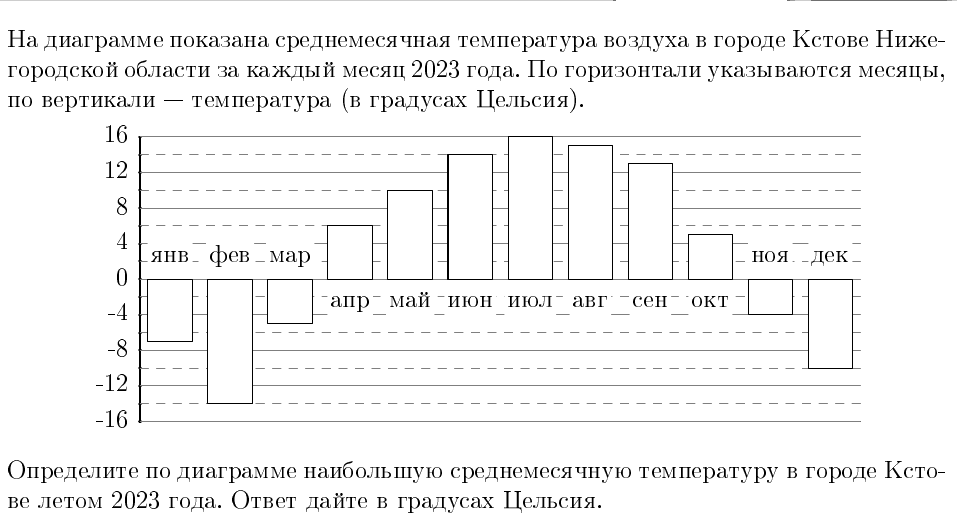 На диаграмме показана среднемесячная температура воздуха в городе Кстове Ниже-
городской области за каждый месяц 2023 года. По горизонтали указываются месяцы,
по вертикали — температура (в градусах Цельсия).
16
12
8
4
янв фев мар ноя дек
0
апр май июн июл авг сен окт
-4
-8
-12
-16
Определите по диаграмме наибольшую среднемесячную температуру в городе Ксто-
ве летом 2023 года. Ответ дайте в градусах Цельсия.